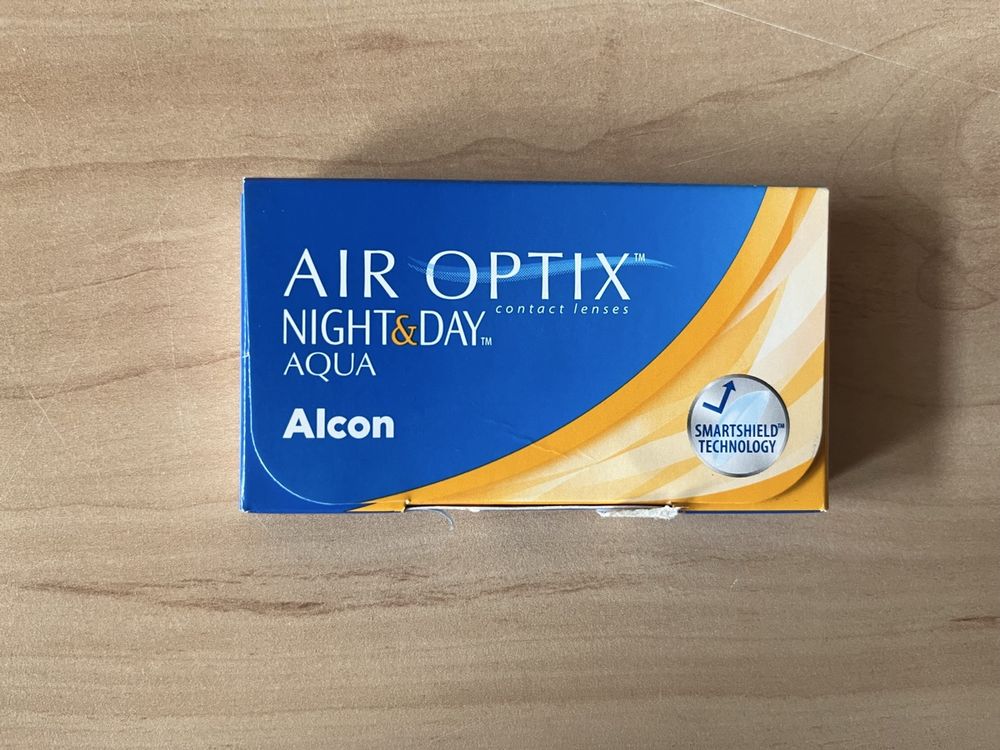 AIR OPTIX™
contact lenses
NIGHT&DAY™
AQUA
Alcon
SMARTSHIELD™
TECHNOLOGY